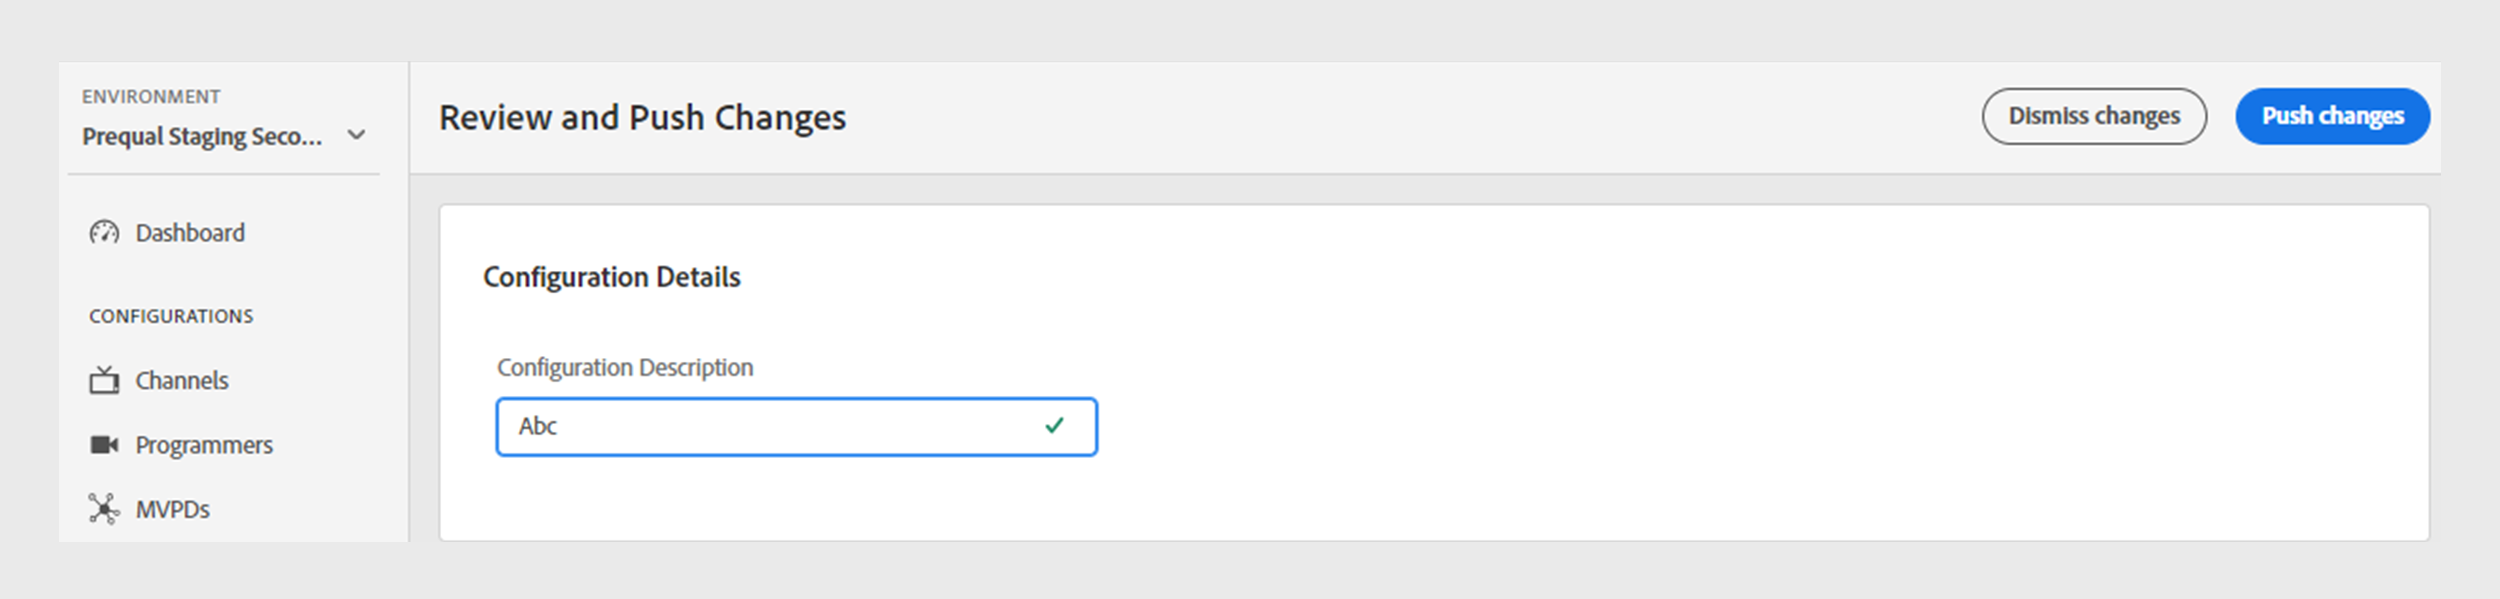 ENVIRONMENT
Prequal Staging Seco...
Dashboard
CONFIGURATIONS
Channels
Programmers
MVPDs
Review and Push Changes
Dismiss changes
Push changes
Configuration Details
Configuration Description
Abc